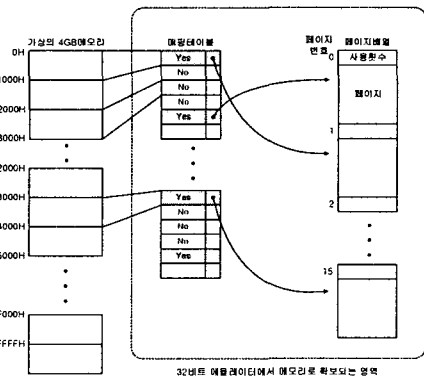 가상의 4GB메모리
매핑테이블
페이지
번호
페이지배열
0H
1000H
2000H
3000H
2000H
3000H
4000H
5000H
F000H
FFFFH
Yes
No
No
No
Yes
Yes
No
No
No
Yes
0
사용횟수
페이지
1
2
15
32비트 에뮬레이터에서 메모리로 확보되는 영역